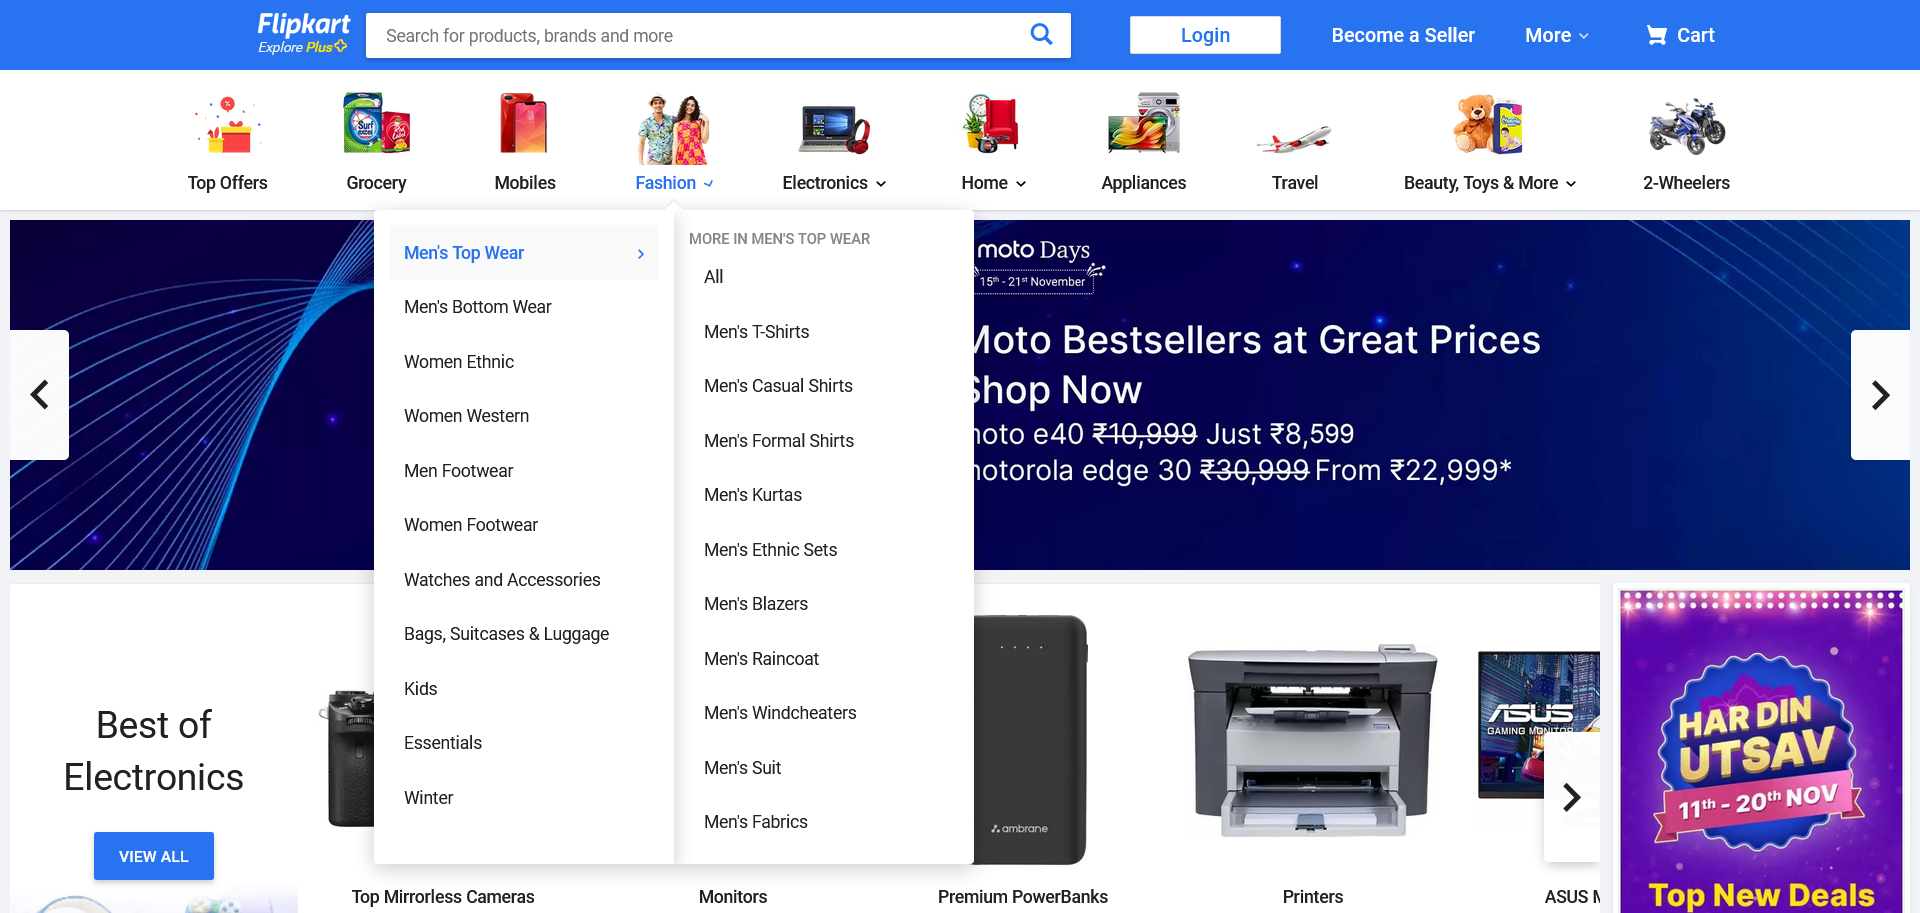 Flipkart
Explore Plus
Search for products, brands and more
Login
Become a Seller
More
Cart
Top Offers
Grocery
Mobiles
Fashion
Electronics
Home
Appliances
Travel
Beauty, Toys & More
2-Wheelers
Surf excel
Red Label
Men's Top Wear
Men's Bottom Wear
Women Ethnic
Women Western
Men Footwear
Women Footwear
Watches and Accessories
Bags, Suitcases & Luggage
Kids
Essentials
Winter
MORE IN MEN'S TOP WEAR
All
Men's T-Shirts
Men's Casual Shirts
Men's Formal Shirts
Men's Kurtas
Men's Ethnic Sets
Men's Blazers
Men's Raincoat
Men's Windcheaters
Men's Suit
Men's Fabrics
moto Days
15th - 21st November
Moto Bestsellers at Great Prices
Shop Now
moto e40 ₹10,999 Just ₹8,599
motorola edge 30 ₹30,999 From ₹22,999*
Best of
Electronics
VIEW ALL
Top Mirrorless Cameras
Monitors
ambrane
Premium PowerBanks
Printers
ASUS
GAMING MONITOR
ASUS M
HAR DIN
UTSAV
11th - 20th NOV
Top New Deals